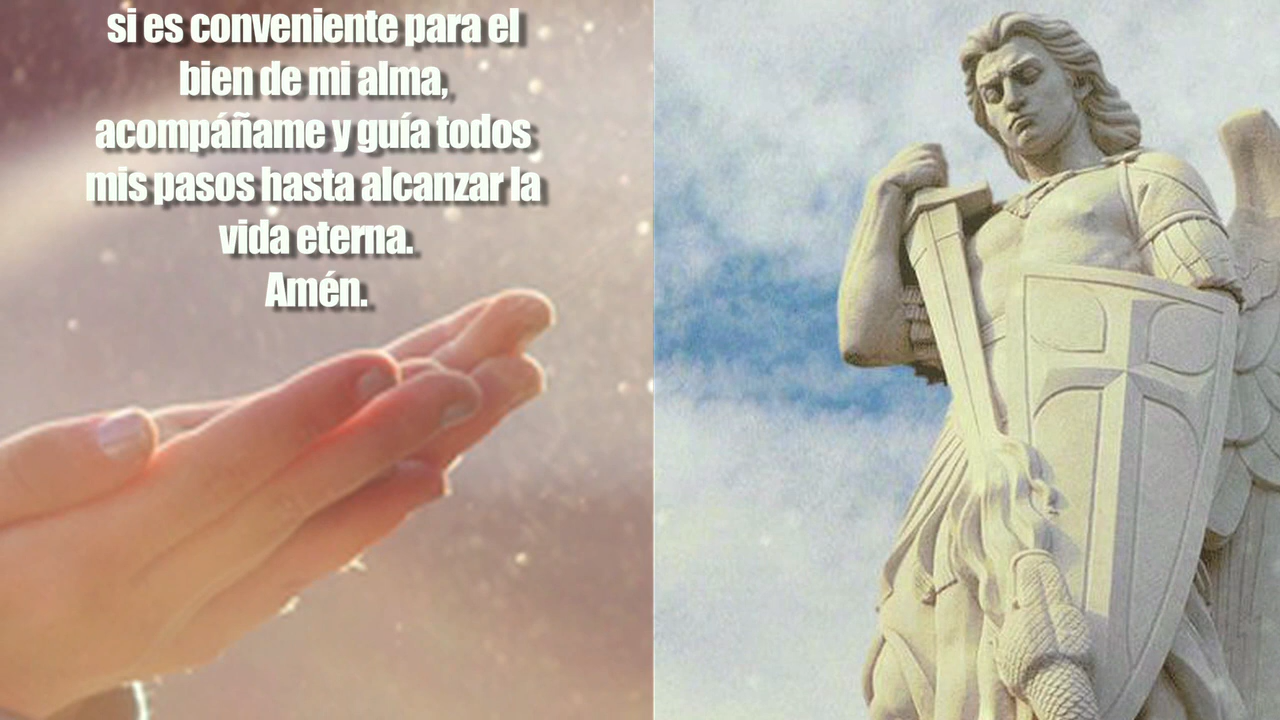 si es conveniente para el
bien de mi alma,
acompáñame y guía todos
mis pasos hasta alcanzar la
vida eterna.
Amén.